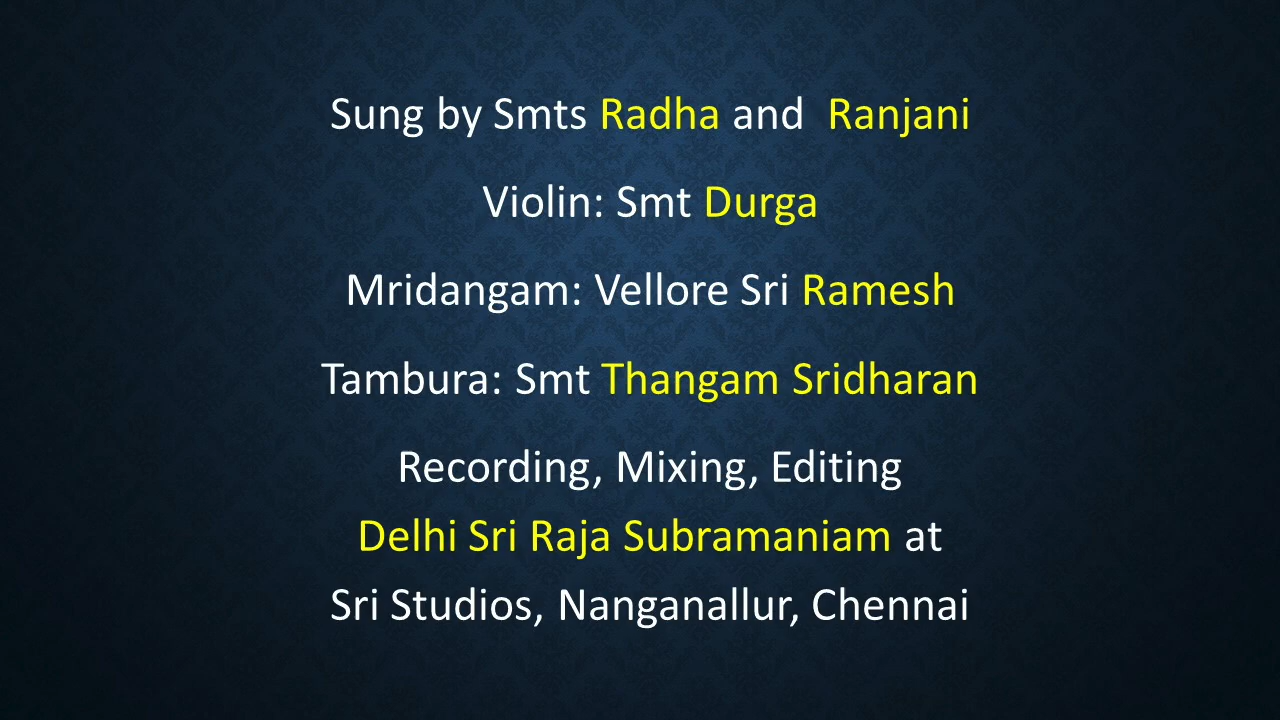 Sung by Smts Radha and  Ranjani
Violin: Smt Durga
Mridangam: Vellore Sri Ramesh
Tambura: Smt Thangam Sridharan
Recording, Mixing, Editing
Delhi Sri Raja Subramaniam at
Sri Studios, Nanganallur, Chennai